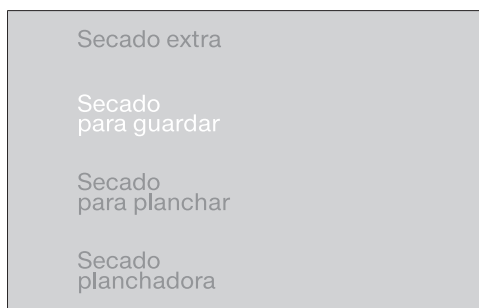 Secado extra
Secado
para guardar
Secado
para planchar
Secado
planchadora